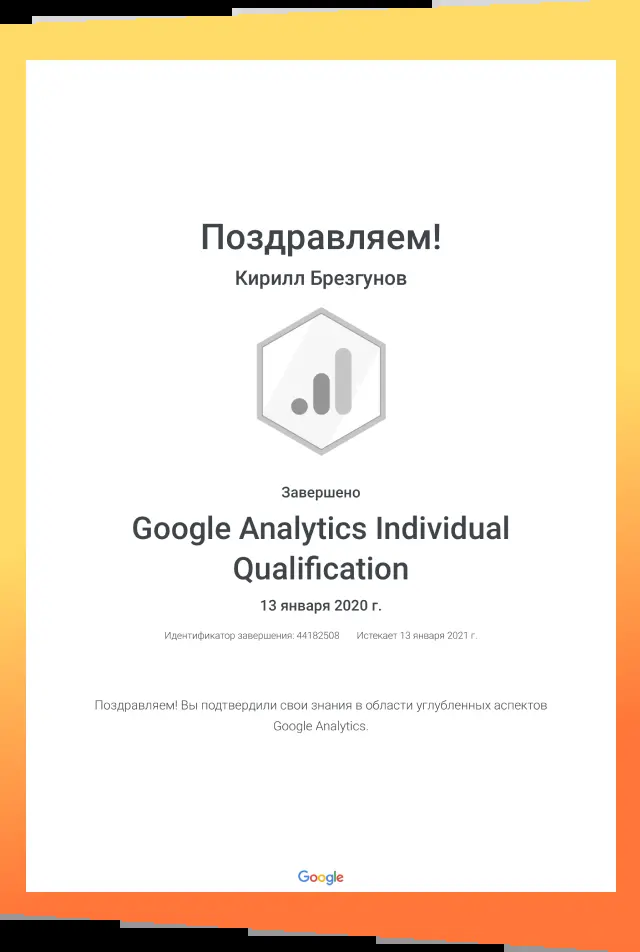 Поздравляем!
Кирилл Брезгунов
Завершено
Google Analytics Individual
Qualification
13 января 2020 г.
Идентификатор завершения: 44182508 Истекает 13 января 2021 г.
Поздравляем! Вы подтвердили свои знания в области углубленных аспектов
Google Analytics.
Google